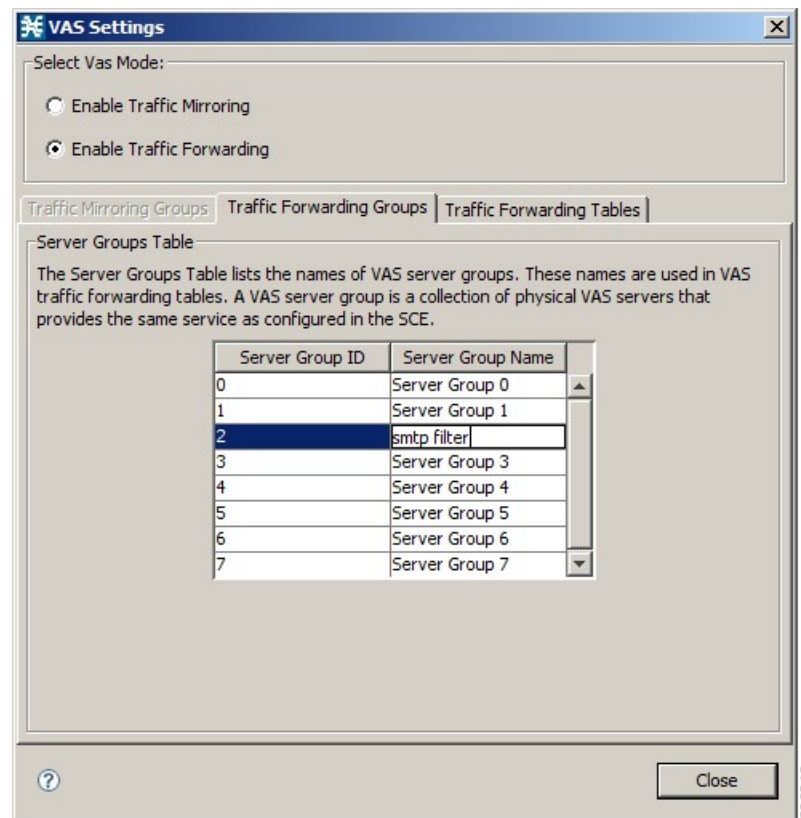 VAS Settings
Select Vas Mode:
Enable Traffic Mirroring
Enable Traffic Forwarding
Traffic Mirroring Groups Traffic Forwarding Groups Traffic Forwarding Tables
Server Groups Table
The Server Groups Table lists the names of VAS server groups. These names are used in VAS
traffic forwarding tables. A VAS server group is a collection of physical VAS servers that
provides the same service as configured in the SCE.
Server Group ID Server Group Name
0 Server Group 0
1 Server Group 1
2 smtp filter
3 Server Group 3
4 Server Group 4
5 Server Group 5
6 Server Group 6
7 Server Group 7
? Close